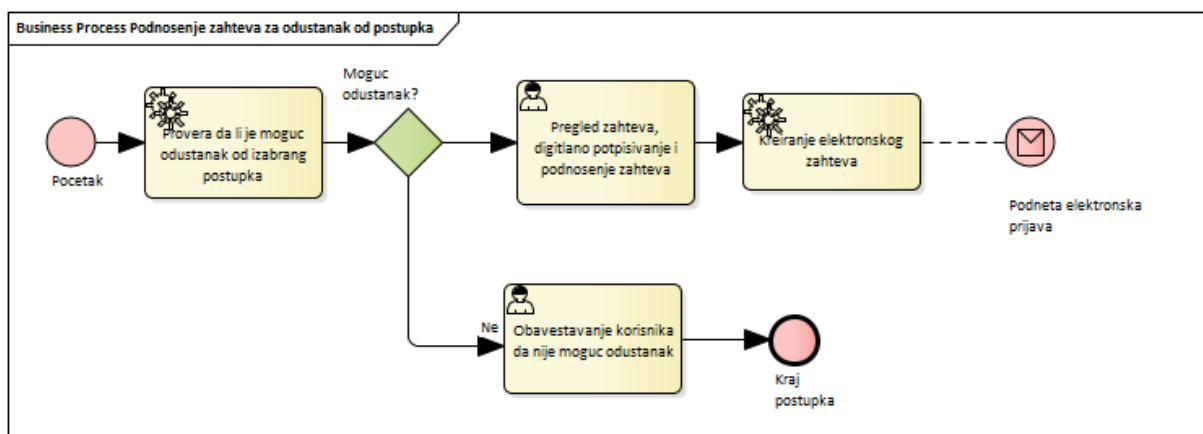 Business Process Podnosenje zahteva za odustanak od postupka
Moguc
odustanak?
Provera da li je moguc
odustanak od izabrang
postupka
Pocetak
Pregled zahteva,
digitlano potpisivanje i
podnosenje zahteva
Kreiranje elektronskog
zahteva
Podneta elektronska
prijava
Ne
Obavestavanje korisnika
da nije moguc odustanak
Kraj
postupka